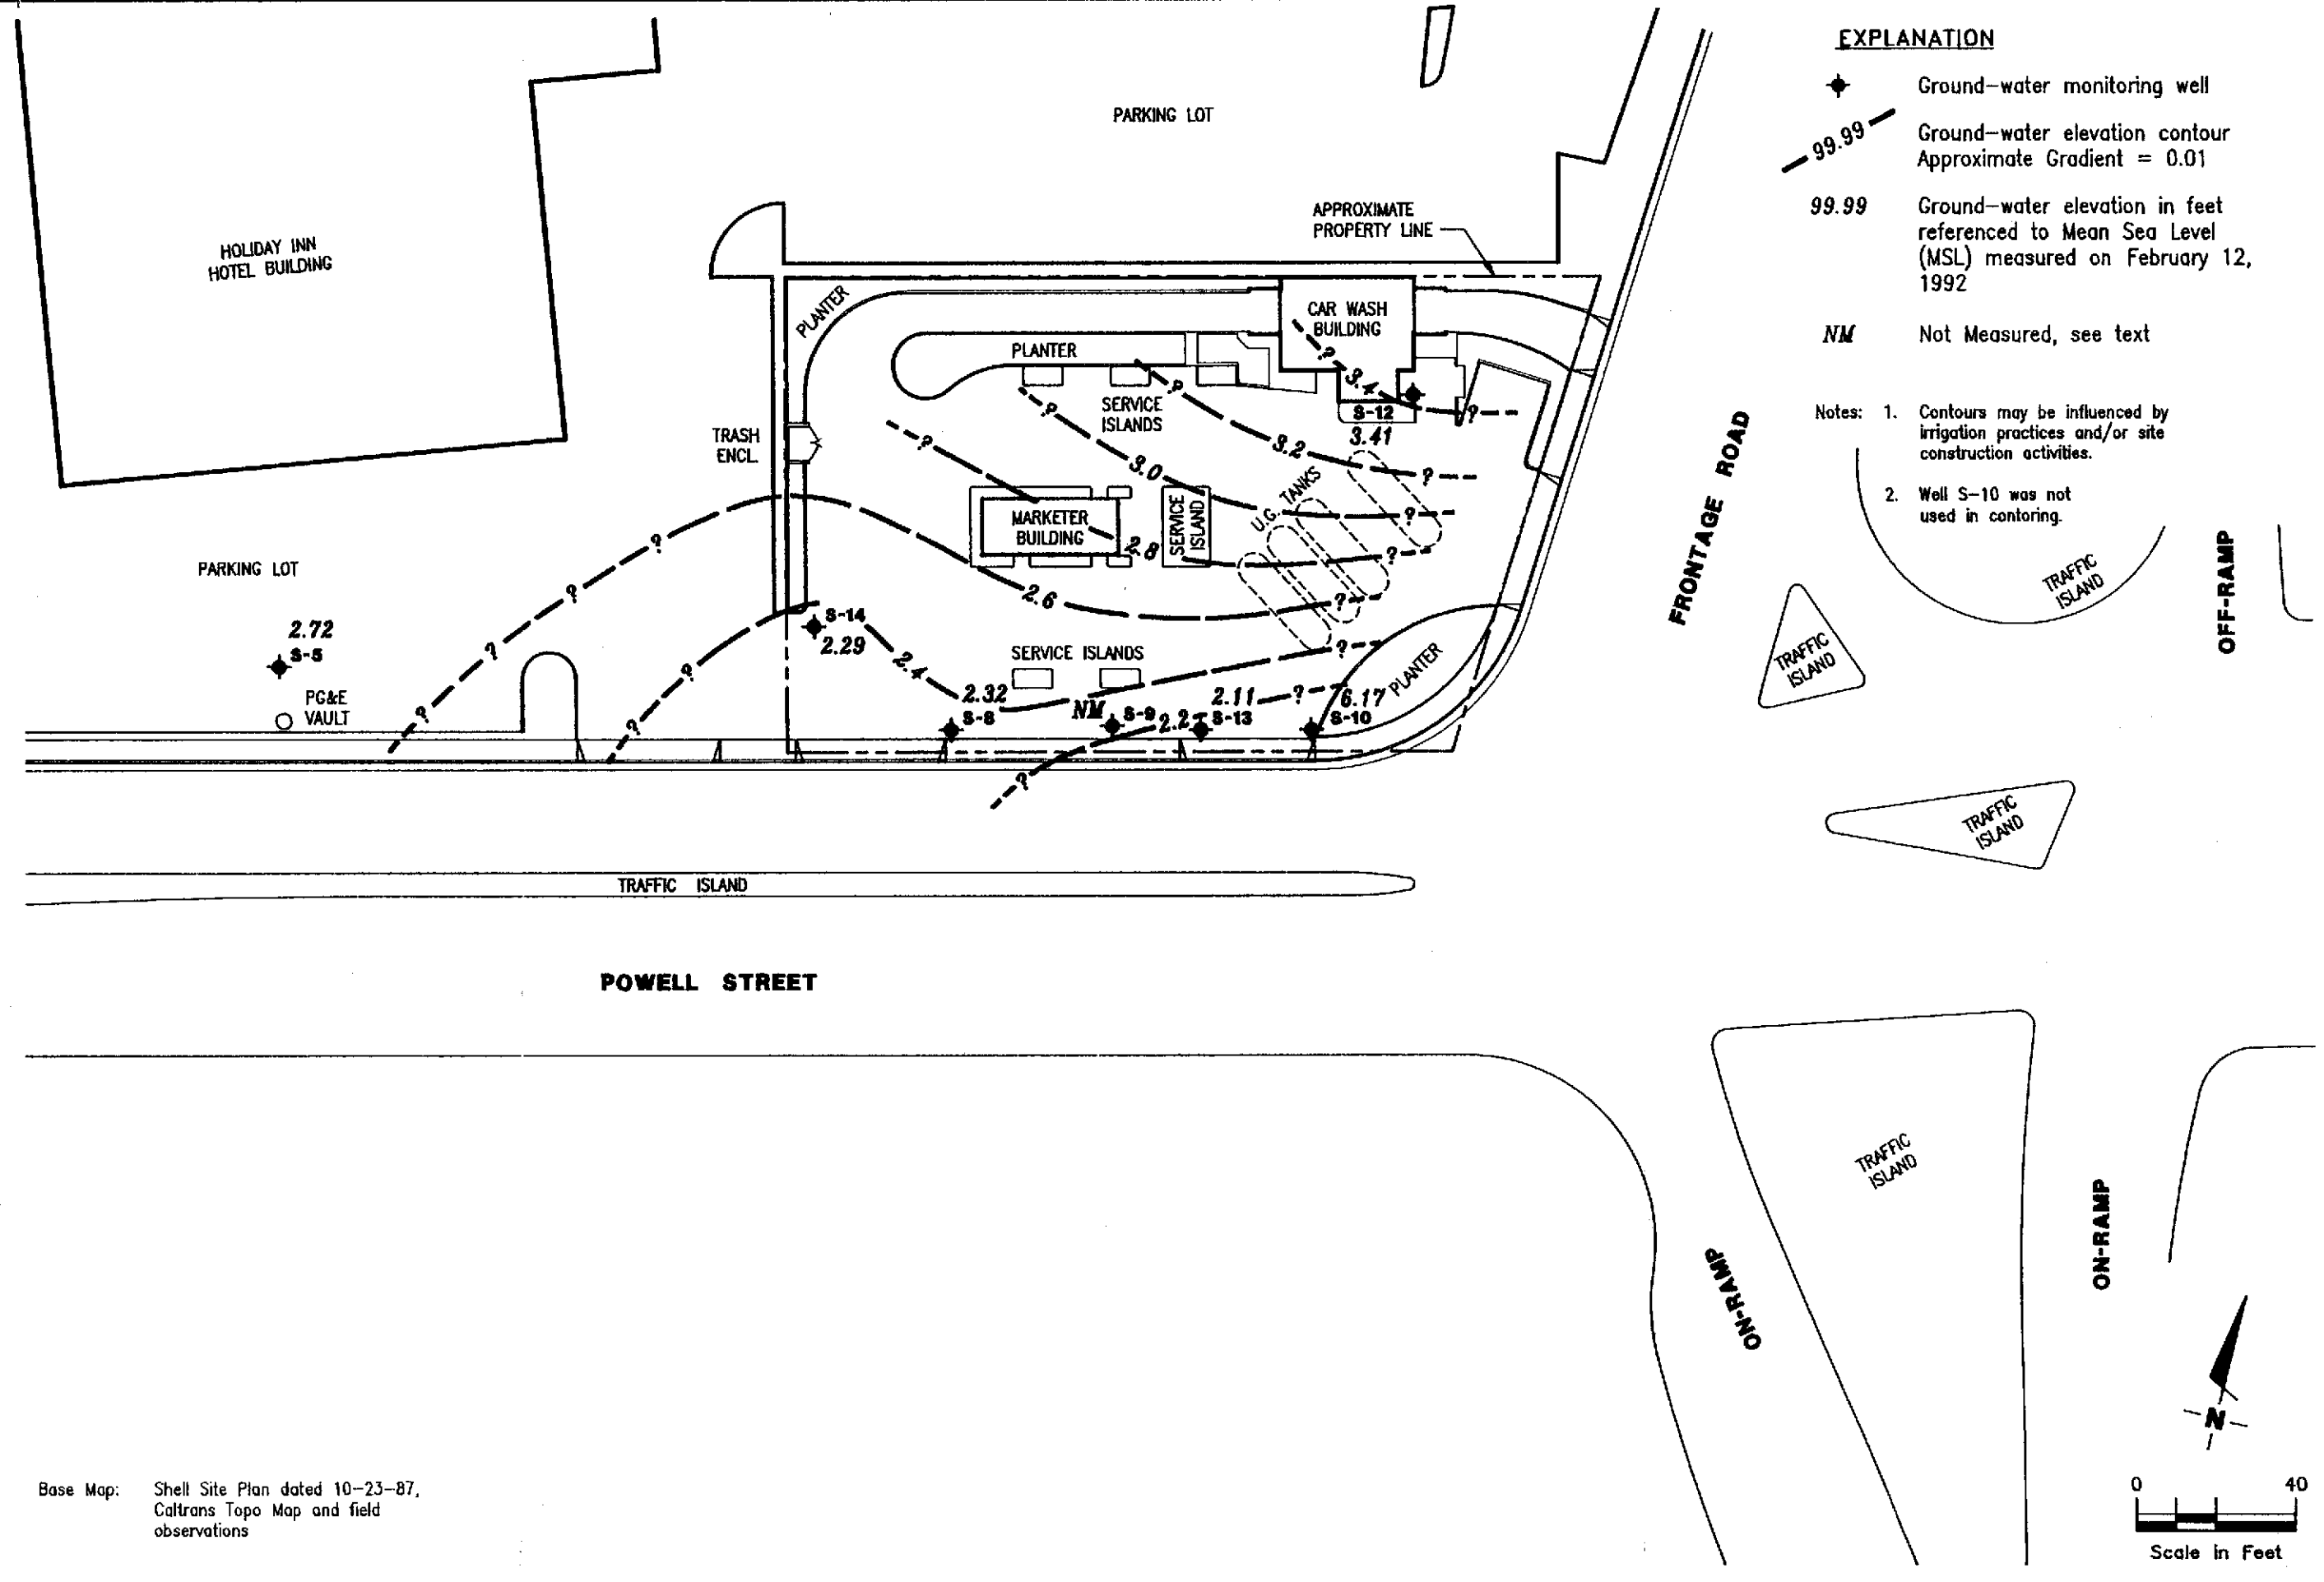 EXPLANATION
Ground-water monitoring well
99.99
Ground-water elevation contour
Approximate Gradient = 0.01
99.99
Ground-water elevation in feet
referenced to Mean Sea Level
(MSL) measured on February 12,
1992
NM
Not Measured, see text
Notes: 1. Contours may be influenced by
irrigation practices and/or site
construction activities.
2. Well S-10 was not
used in contoring.
PARKING LOT
APPROXIMATE
PROPERTY LINE
HOLIDAY INN
HOTEL BUILDING
PLANTER
CAR WASH
BUILDING
PLANTER
?
3.4
?
S-12
3.41
SERVICE
ISLANDS
?
3.2
?
?
3.0
?
TRASH
ENCL.
?
2.8
?
U.G. TANKS
MARKETER
BUILDING
SERVICE
ISLAND
PARKING LOT
?
?
?
?
2.6
?
2.72
S-5
PG&E
VAULT
S-14
2.29
?
?
2.4
?
SERVICE ISLANDS
2.32
S-8
NM
S-9
2.2
2.11
S-13
?
?
6.17
S-10
PLANTER
FRONTAGE ROAD
TRAFFIC
ISLAND
TRAFFIC
ISLAND
OFF-RAMP
TRAFFIC
ISLAND
TRAFFIC ISLAND
POWELL STREET
TRAFFIC
ISLAND
ON-RAMP
ON-RAMP
N
0 40
Scale in Feet
Base Map: Shell Site Plan dated 10-23-87,
Caltrans Topo Map and field
observations